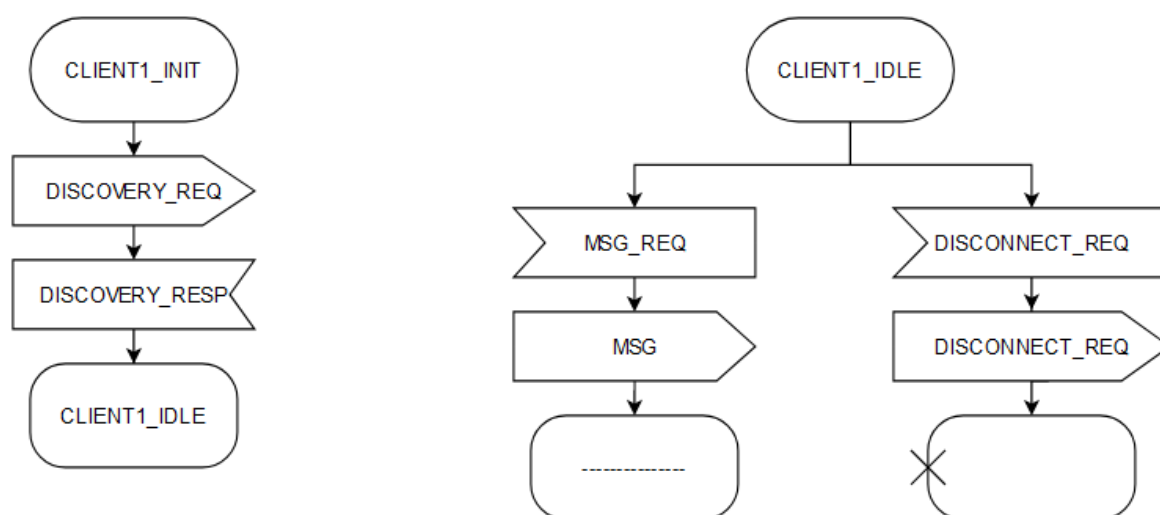 CLIENT1_INIT
DISCOVERY_REQ
DISCOVERY_RESP
CLIENT1_IDLE
CLIENT1_IDLE
MSG_REQ
DISCONNECT_REQ
MSG
DISCONNECT_REQ
---------------